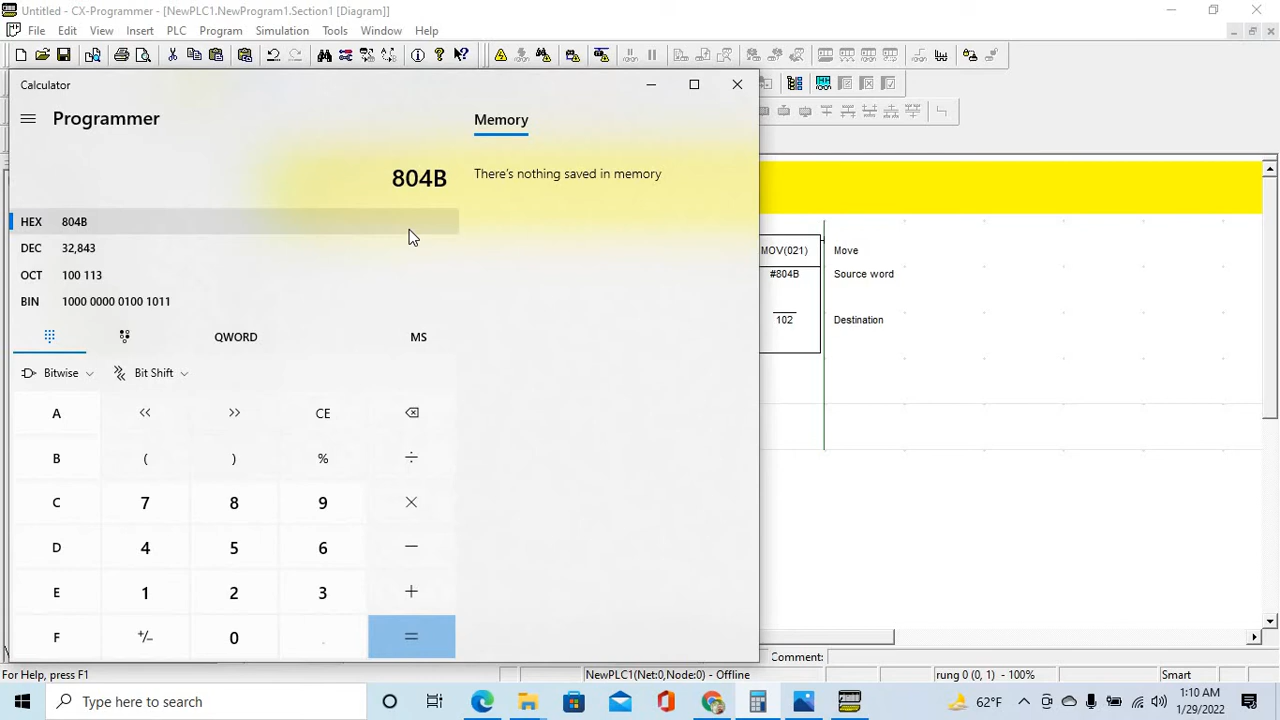 Untitled - CX-Programmer - [NewPLC1.NewProgram1.Section1 [Diagram]]
File Edit View Insert PLC Program Simulation Tools Window Help
Calculator
Programmer
Memory
804B
There's nothing saved in memory
HEX 804B
DEC 32,843
OCT 100 113
BIN 1000 0000 0100 1011
QWORD MS
Bitwise Bit Shift
A << >> CE
B ( ) % ÷
C 7 8 9 ×
D 4 5 6 −
E 1 2 3 +
F +/− 0 . =
MOV(021) Move
#804B Source word
102 Destination
Comment:
For Help, press F1
NewPLC1(Net:0,Node:0) - Offline
rung 0 (0, 1) - 100%
Smart
Type here to search
62°F
1:10 AM
1/29/2022